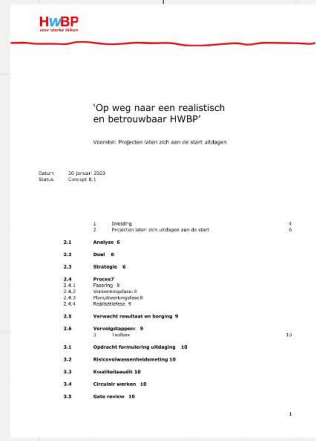 HWBP
voor sterke dijken
'Op weg naar een realistisch
en betrouwbaar HWBP'
Voorstel: Projecten laten zich aan de start uitdagen
Datum 30 januari 2023
Status Concept 0.1
1 Inleiding 4
2 Projecten laten zich uitdagen aan de start 6
2.1 Analyse 6
2.2 Doel 6
2.3 Strategie 6
2.4 Proces7
2.4.1 Fasering 8
2.4.2 Verkenningsfase 8
2.4.3 Planuitwerkingsfase8
2.4.4 Realisatiefase 9
2.5 Verwacht resultaat en borging 9
2.6 Vervolgstappen: 9
3 Toolbox 10
3.1 Opdracht formulering uitdaging 10
3.2 Risicovolwassenheidsmeting 10
3.3 Kwaliteitsaudit 10
3.4 Circulair werken 10
3.5 Gate review 10
1